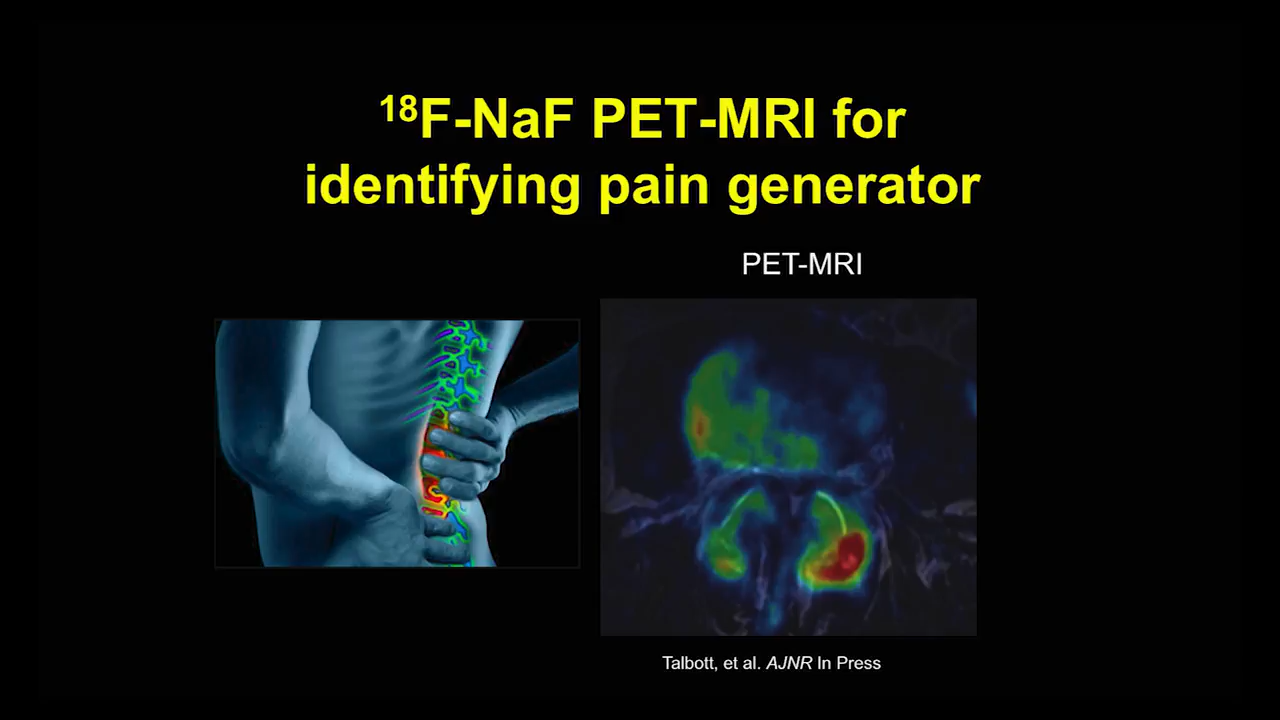 ¹⁸F-NaF PET-MRI for
identifying pain generator
PET-MRI
Talbott, et al. AJNR In Press